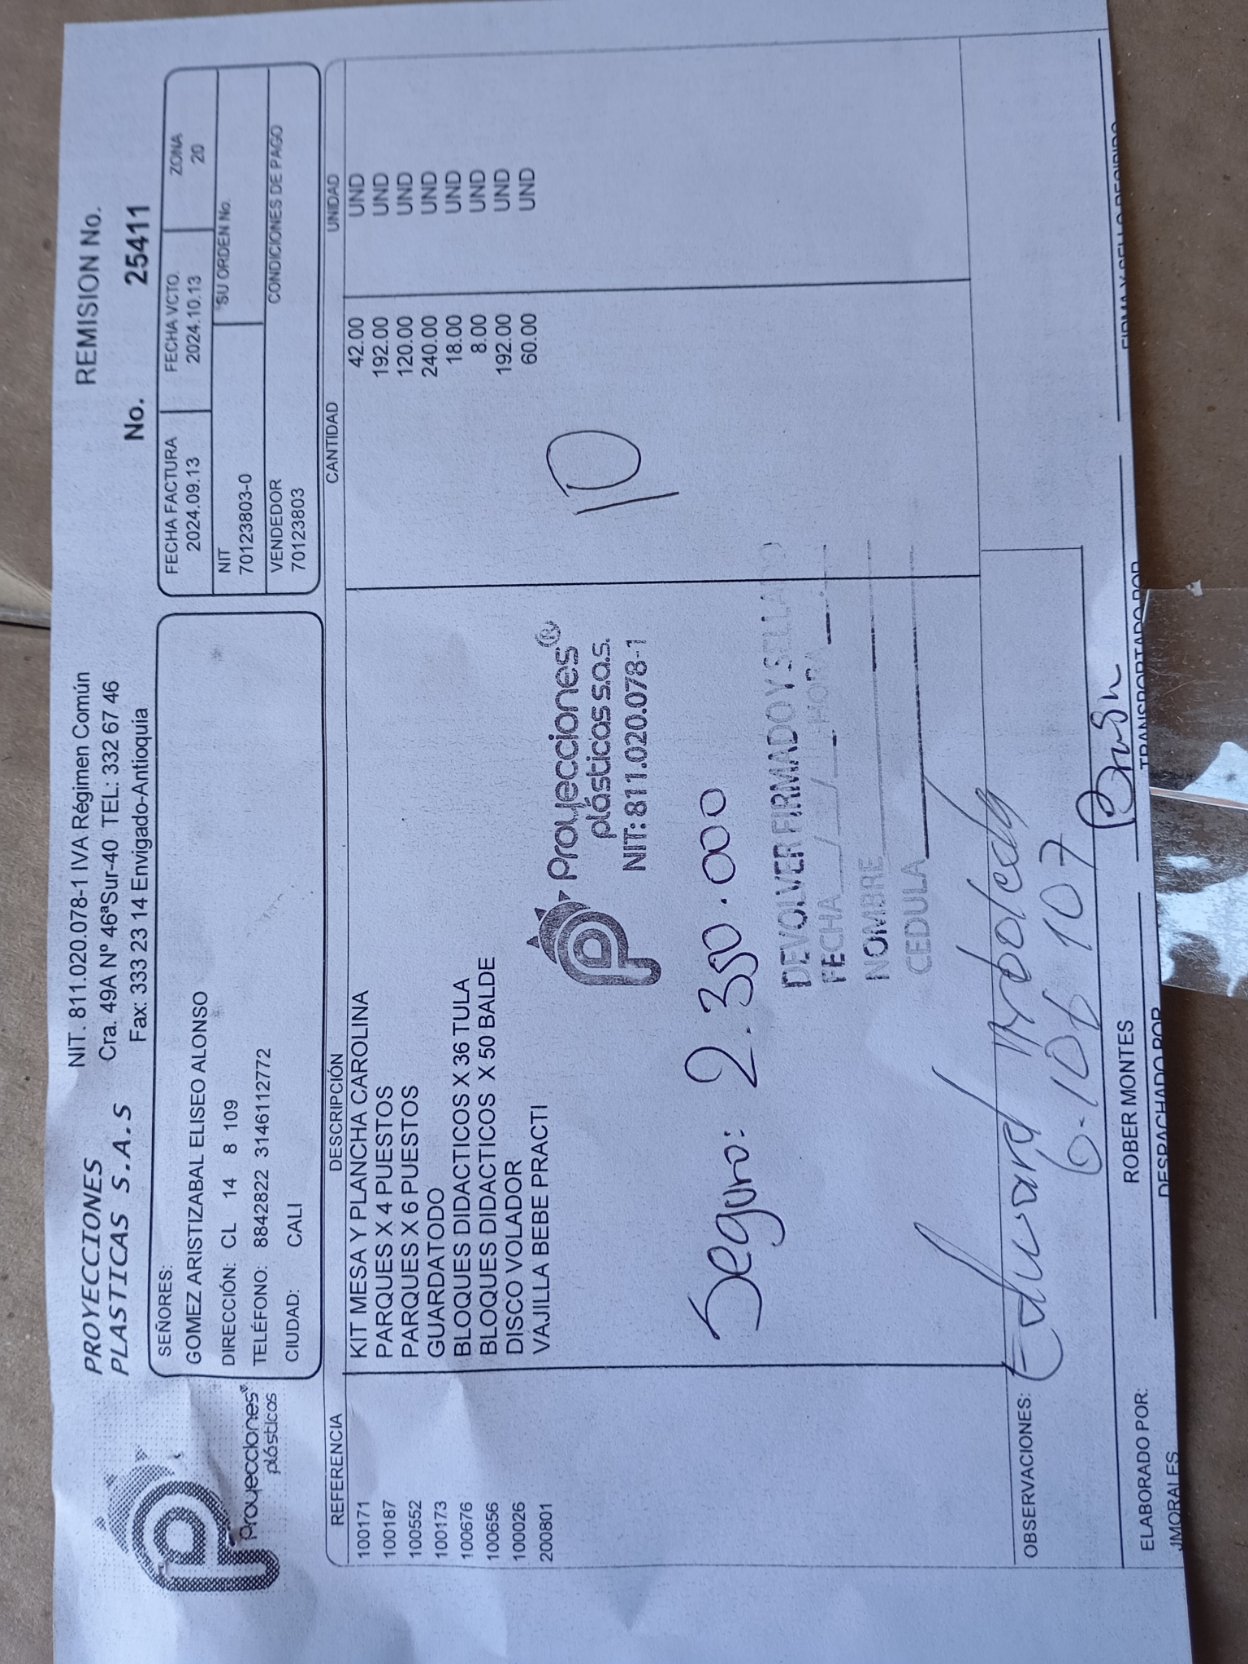 Proyecciones®
plásticas
PROYECCIONES
PLASTICAS S.A.S
NIT. 811.020.078-1 IVA Régimen Común
Cra. 49A Nº 46ªSur-40 TEL: 332 67 46
Fax: 333 23 14 Envigado-Antioquia
REMISION No.
No. 25411
SEÑORES:
GOMEZ ARISTIZABAL ELISEO ALONSO
DIRECCIÓN: CL 14 8 109
TELÉFONO: 8842822 3146112772
CIUDAD: CALI
FECHA FACTURA FECHA VCTO. ZONA
2024.09.13 2024.10.13 20
NIT SU ORDEN No.
70123803-0
VENDEDOR CONDICIONES DE PAGO
70123803
REFERENCIA DESCRIPCIÓN CANTIDAD UNIDAD
100171 KIT MESA Y PLANCHA CAROLINA 42.00 UND
100187 PARQUES X 4 PUESTOS 192.00 UND
100552 PARQUES X 6 PUESTOS 120.00 UND
100173 GUARDATODO 240.00 UND
100676 BLOQUES DIDACTICOS X 36 TULA 18.00 UND
100656 BLOQUES DIDACTICOS X 50 BALDE 8.00 UND
100026 DISCO VOLADOR 192.00 UND
200801 VAJILLA BEBE PRACTI 60.00 UND
Proyecciones®
plásticas s.a.s.
NIT: 811.020.078-1
10
Seguro: 2.350.000
DEVOLVER FIRMADO Y SELLADO
FECHA / / HORA
NOMBRE
CEDULA
OBSERVACIONES:
Eduard
6.106 107
ELABORADO POR:
JMORALES
ROBER MONTES
DESPACHADO POR
TRANSPORTADO POR
FIRMA Y SELLO RECIBIDO